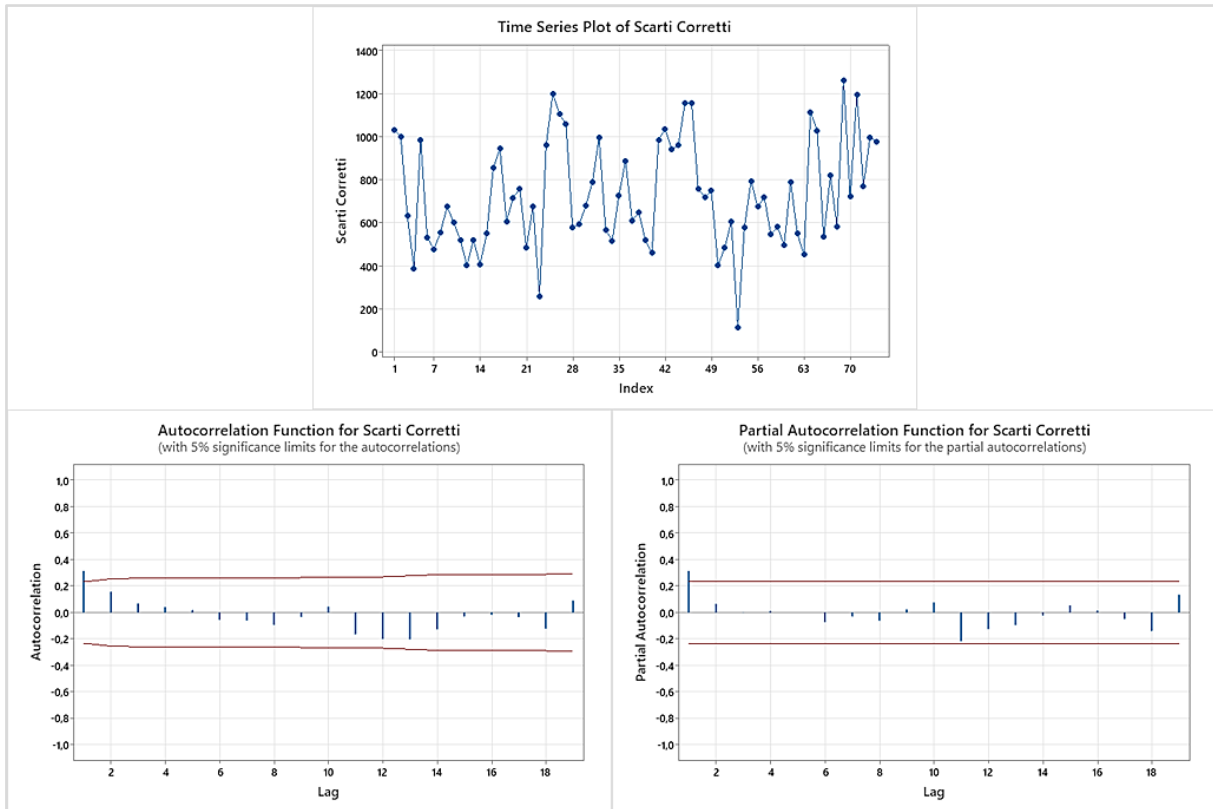 Time Series Plot of Scarti Corretti
1400
1200
1000
800
600
400
200
0
Scarti Corretti
1 7 14 21 28 35 42 49 56 63 70
Index
Autocorrelation Function for Scarti Corretti
(with 5% significance limits for the autocorrelations)
1,0
0,8
0,6
0,4
0,2
0,0
-0,2
-0,4
-0,6
-0,8
-1,0
Autocorrelation
2 4 6 8 10 12 14 16 18
Lag
Partial Autocorrelation Function for Scarti Corretti
(with 5% significance limits for the partial autocorrelations)
1,0
0,8
0,6
0,4
0,2
0,0
-0,2
-0,4
-0,6
-0,8
-1,0
Partial Autocorrelation
2 4 6 8 10 12 14 16 18
Lag